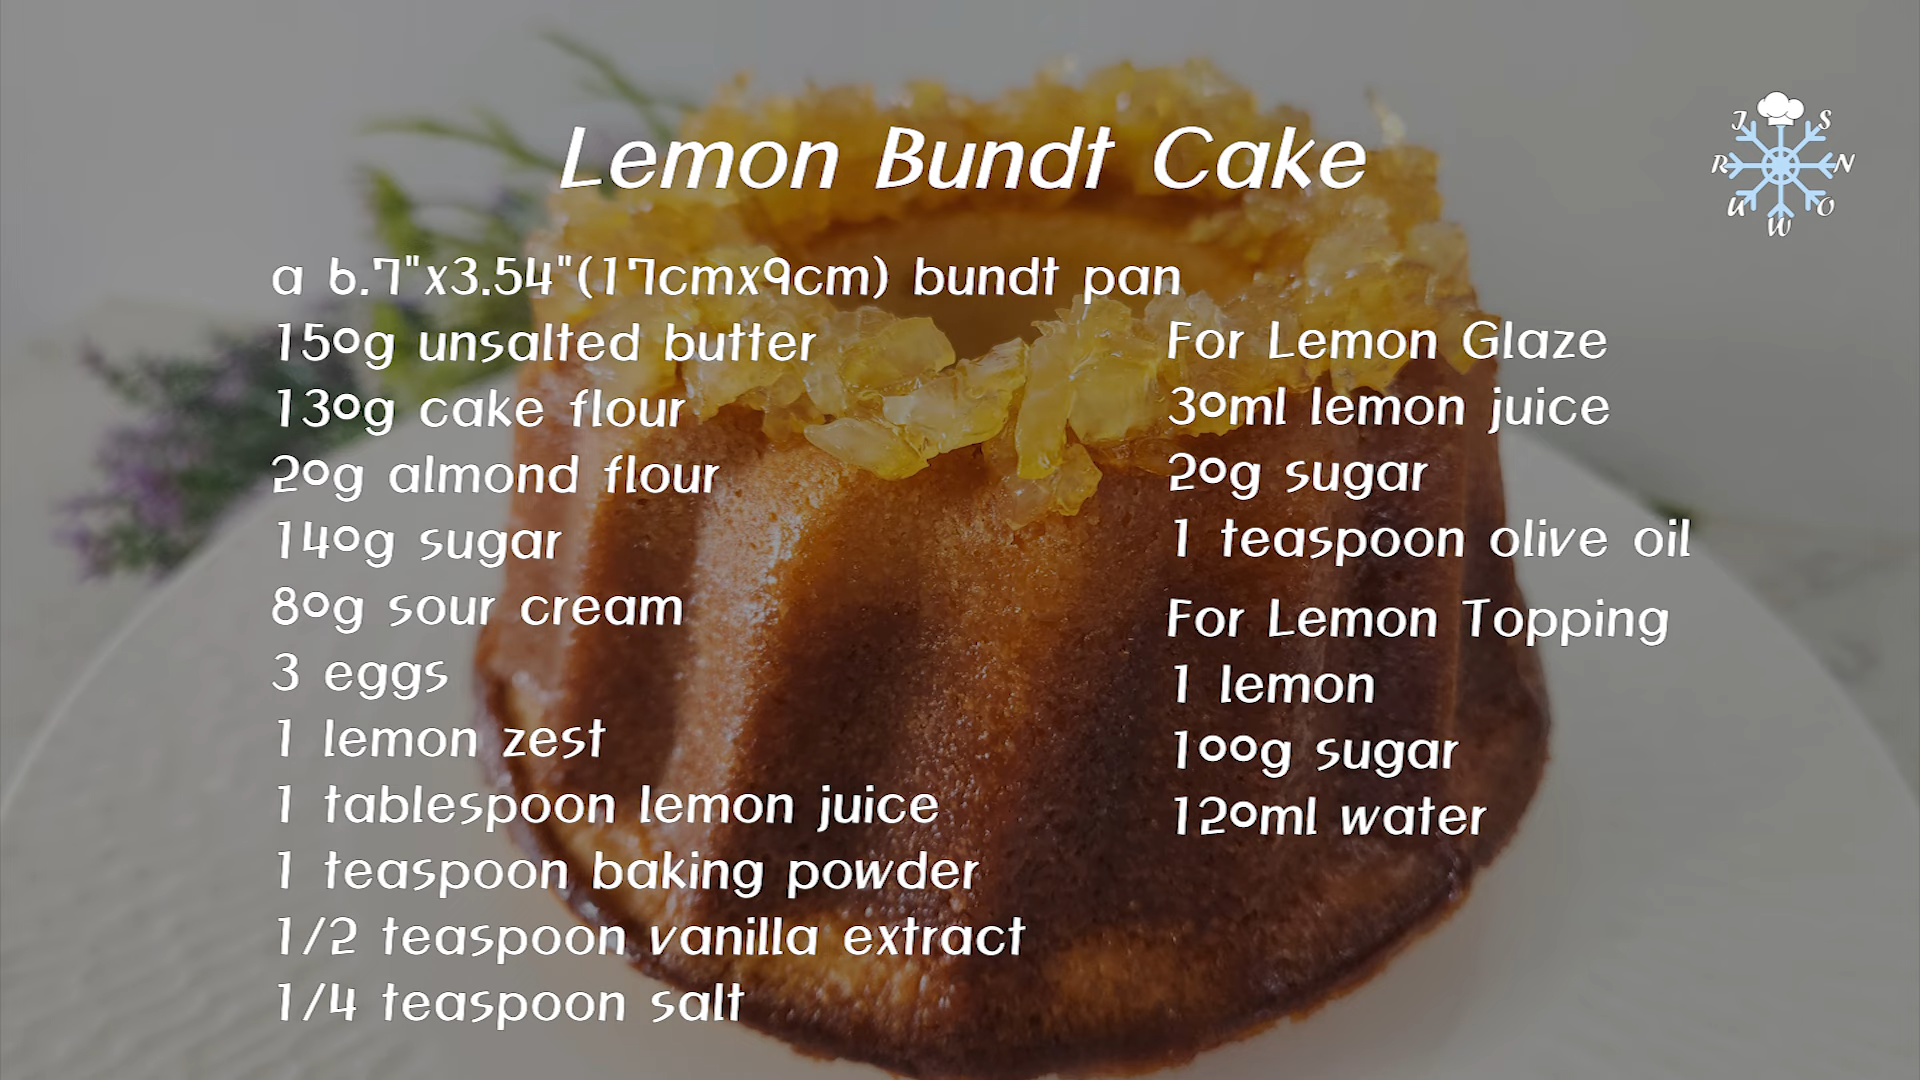 Lemon Bundt Cake
a 6.7"x3.54"(17cmx9cm) bundt pan
150g unsalted butter
130g cake flour
20g almond flour
140g sugar
80g sour cream
3 eggs
1 lemon zest
1 tablespoon lemon juice
1 teaspoon baking powder
1/2 teaspoon vanilla extract
1/4 teaspoon salt
For Lemon Glaze
30ml lemon juice
20g sugar
1 teaspoon olive oil
For Lemon Topping
1 lemon
100g sugar
120ml water
I S
R N
U O
W